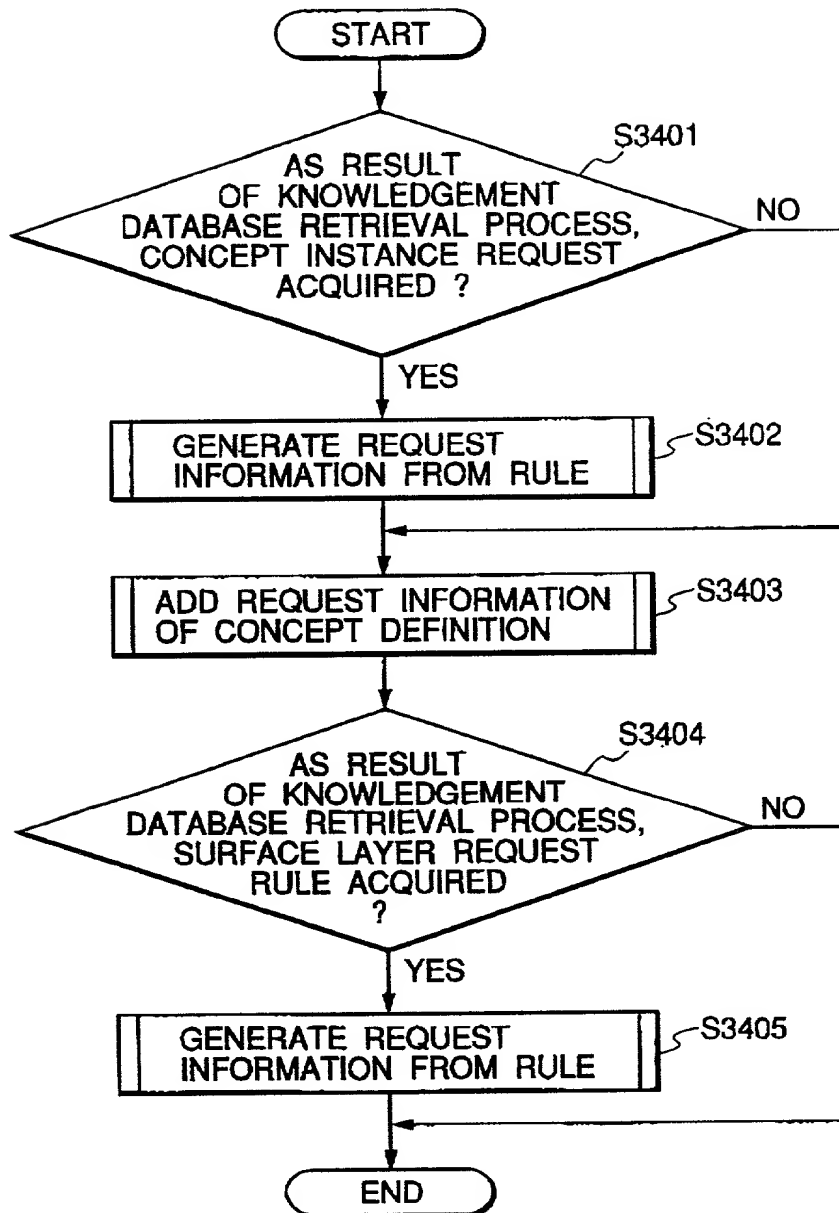 START
S3401
AS RESULT
OF KNOWLEDGEMENT
DATABASE RETRIEVAL PROCESS,
CONCEPT INSTANCE REQUEST
ACQUIRED ?
NO
YES
GENERATE REQUEST
INFORMATION FROM RULE
S3402
ADD REQUEST INFORMATION
OF CONCEPT DEFINITION
S3403
S3404
AS RESULT
OF KNOWLEDGEMENT
DATABASE RETRIEVAL PROCESS,
SURFACE LAYER REQUEST
RULE ACQUIRED
?
NO
YES
GENERATE REQUEST
INFORMATION FROM RULE
S3405
END